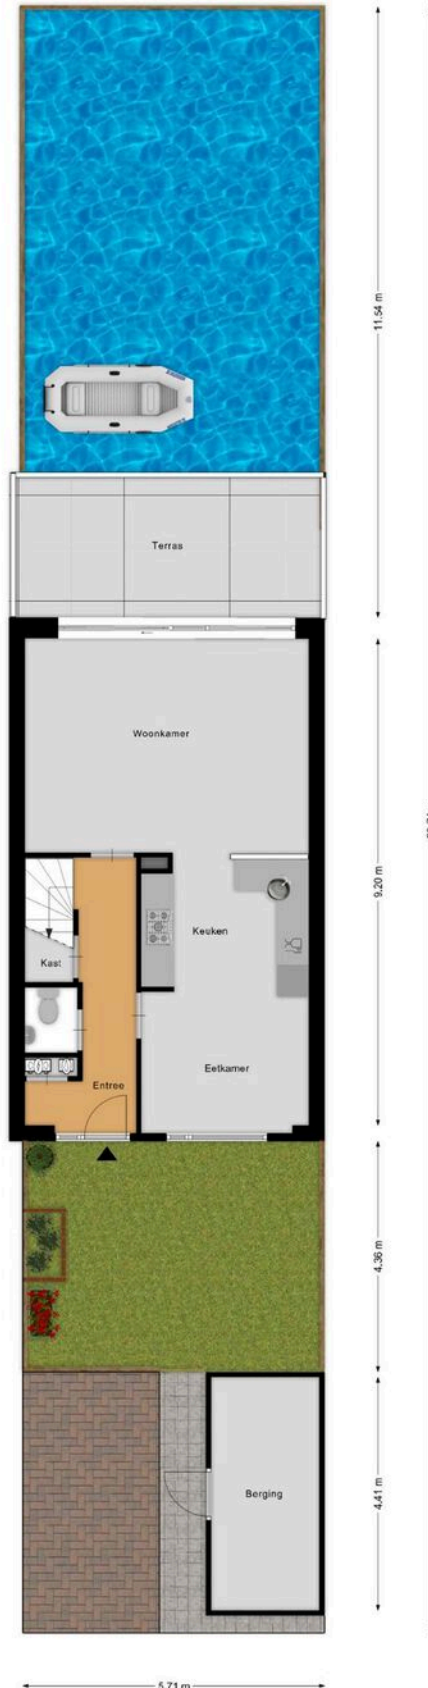 11.54 m
Terras
Woonkamer
9.20 m
Keuken
Kast
Eetkamer
Entree
4.36 m
Berging
4.41 m
5.71 m